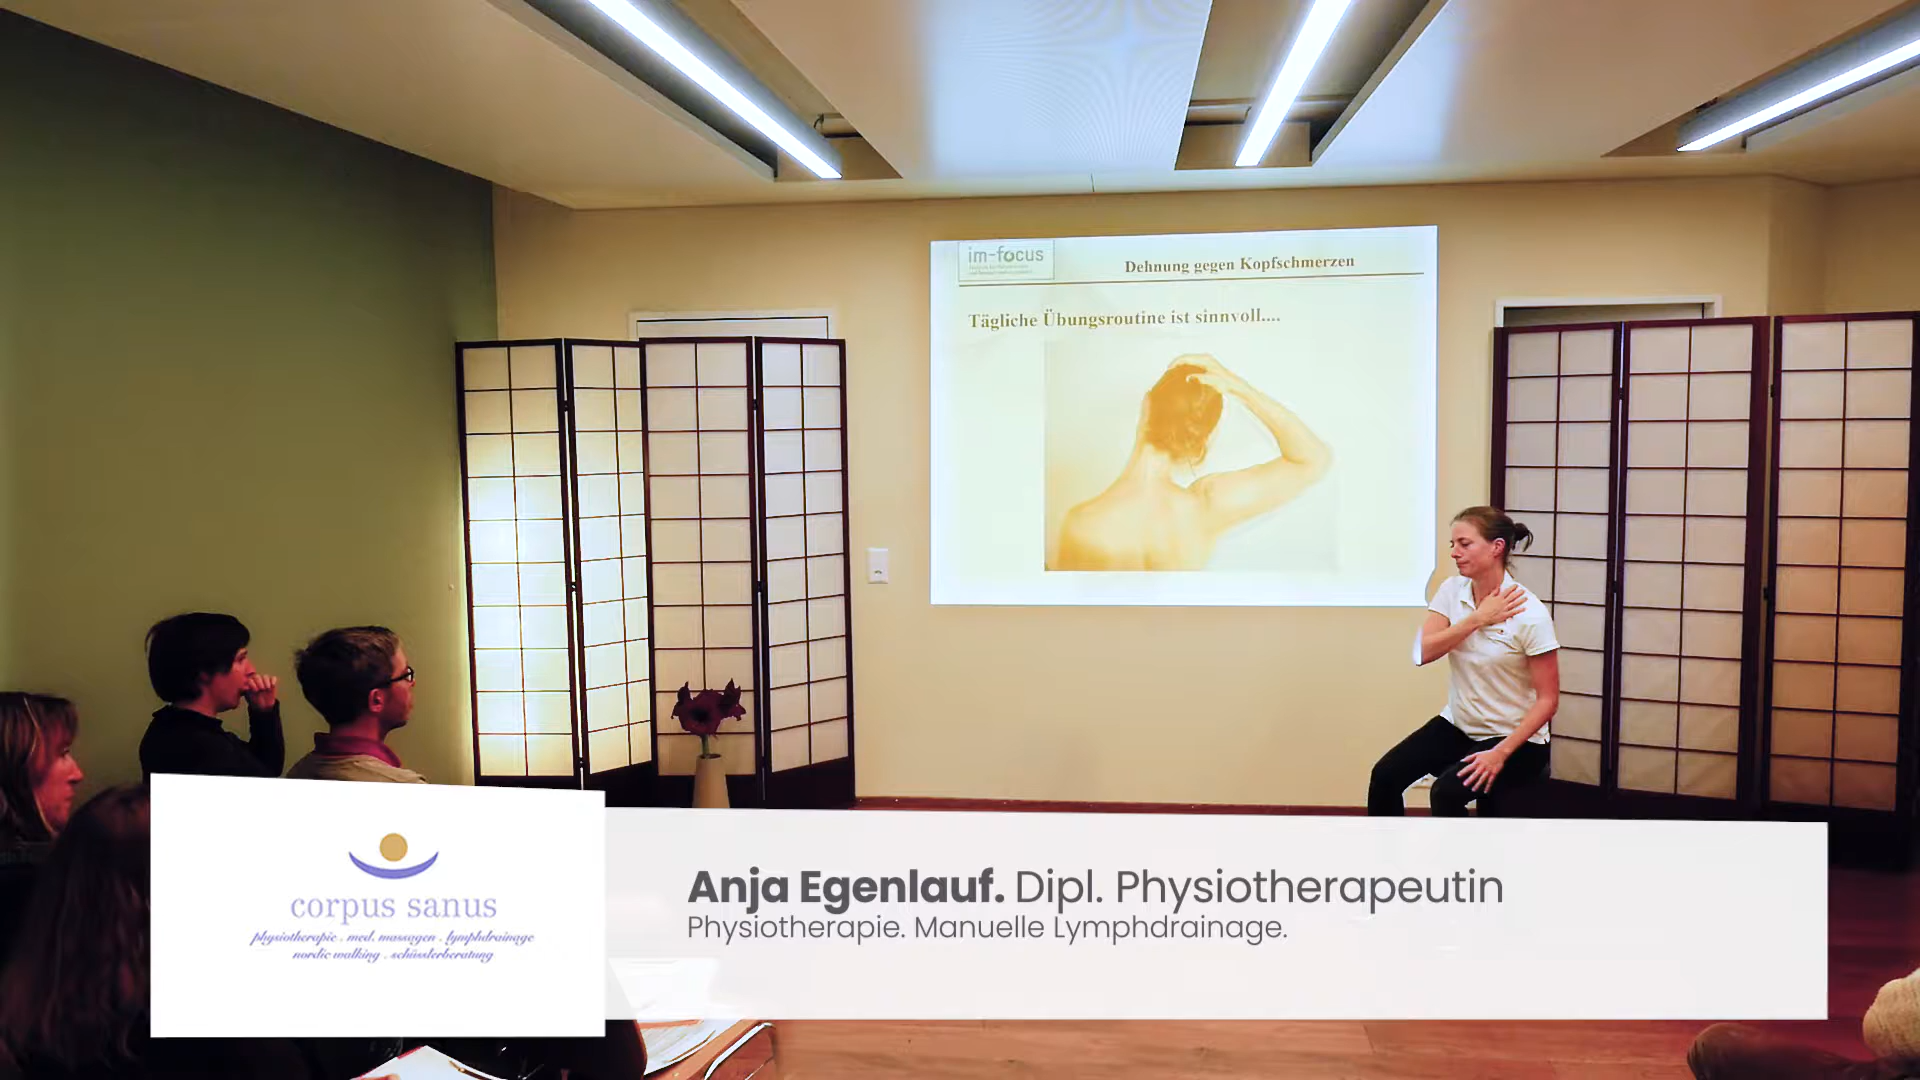 im-focus
Dehnung gegen Kopfschmerzen
Tägliche Übungsroutine ist sinnvoll....
corpus sanus
physiotherapie . med. massagen . lymphdrainage
nordic walking . schüsslerberatung
Anja Egenlauf. Dipl. Physiotherapeutin
Physiotherapie. Manuelle Lymphdrainage.